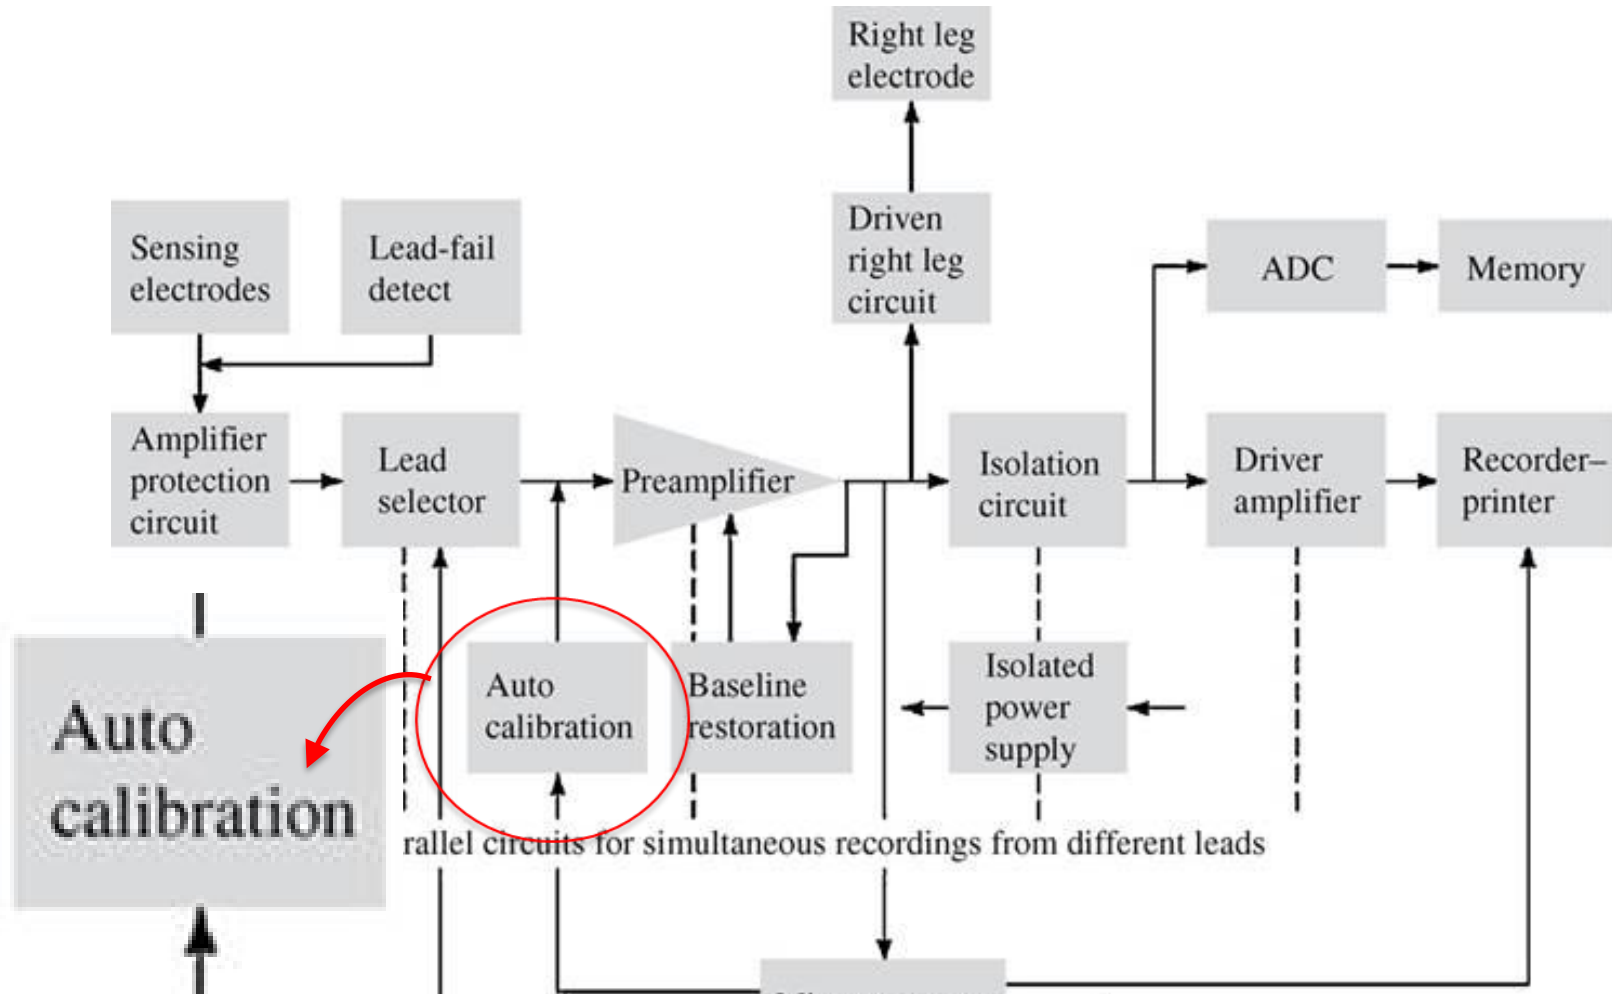 Right leg
electrode
Driven
right leg
circuit
Sensing
electrodes
Lead-fail
detect
ADC
Memory
Amplifier
protection
circuit
Lead
selector
Preamplifier
Isolation
circuit
Driver
amplifier
Recorder–
printer
Auto
calibration
Auto
calibration
Baseline
restoration
Isolated
power
supply
rallel circuits for simultaneous recordings from different leads